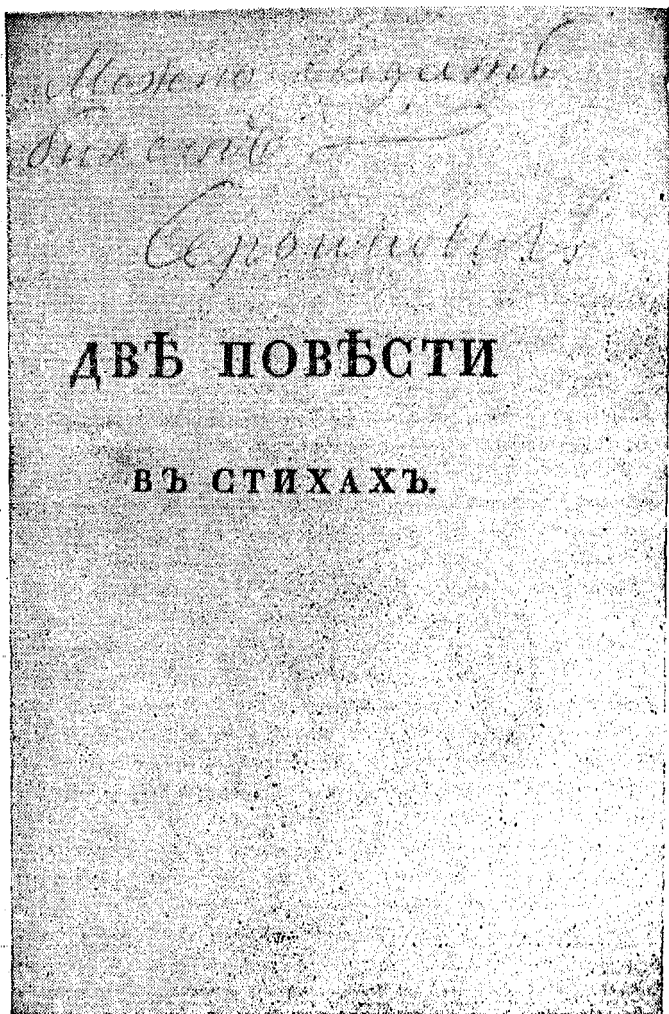 Можно выдать
билетъ
Сербиновичъ
ДВѢ ПОВѢСТИ
ВЪ СТИХАХЪ.